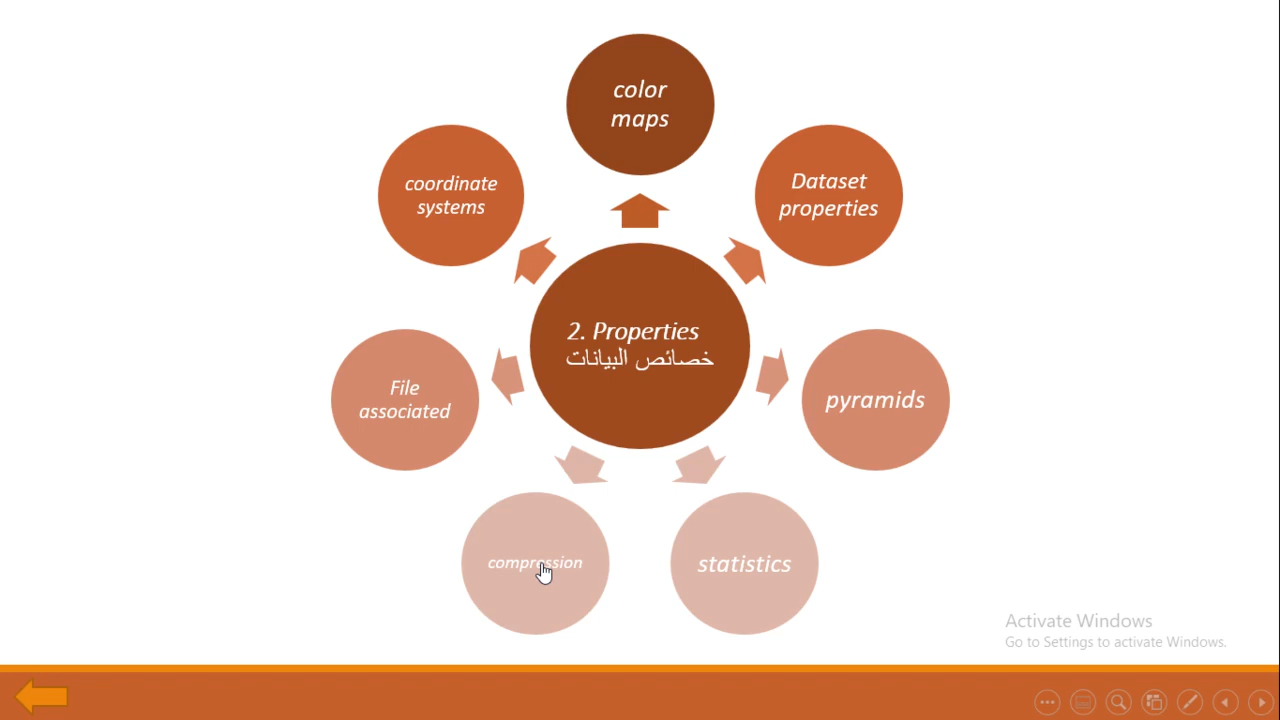 color
maps
coordinate
systems
Dataset
properties
2. Properties
خصائص البيانات
File
associated
pyramids
compression
statistics
Activate Windows
Go to Settings to activate Windows.